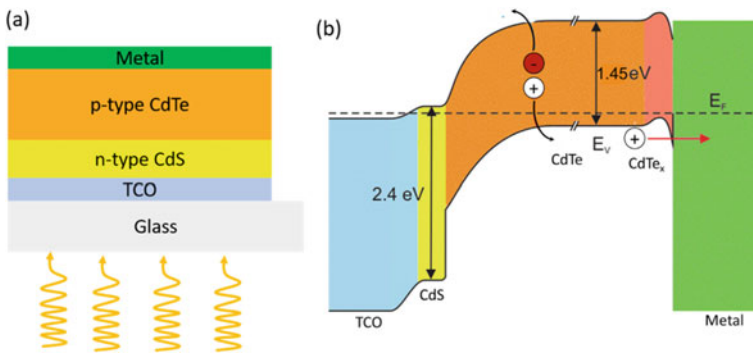 (a)
Metal
p-type CdTe
n-type CdS
TCO
Glass
(b)
-
+
1.45eV
E_F
2.4 eV
CdTe
E_V
+
CdTe_x
CdS
TCO
Metal